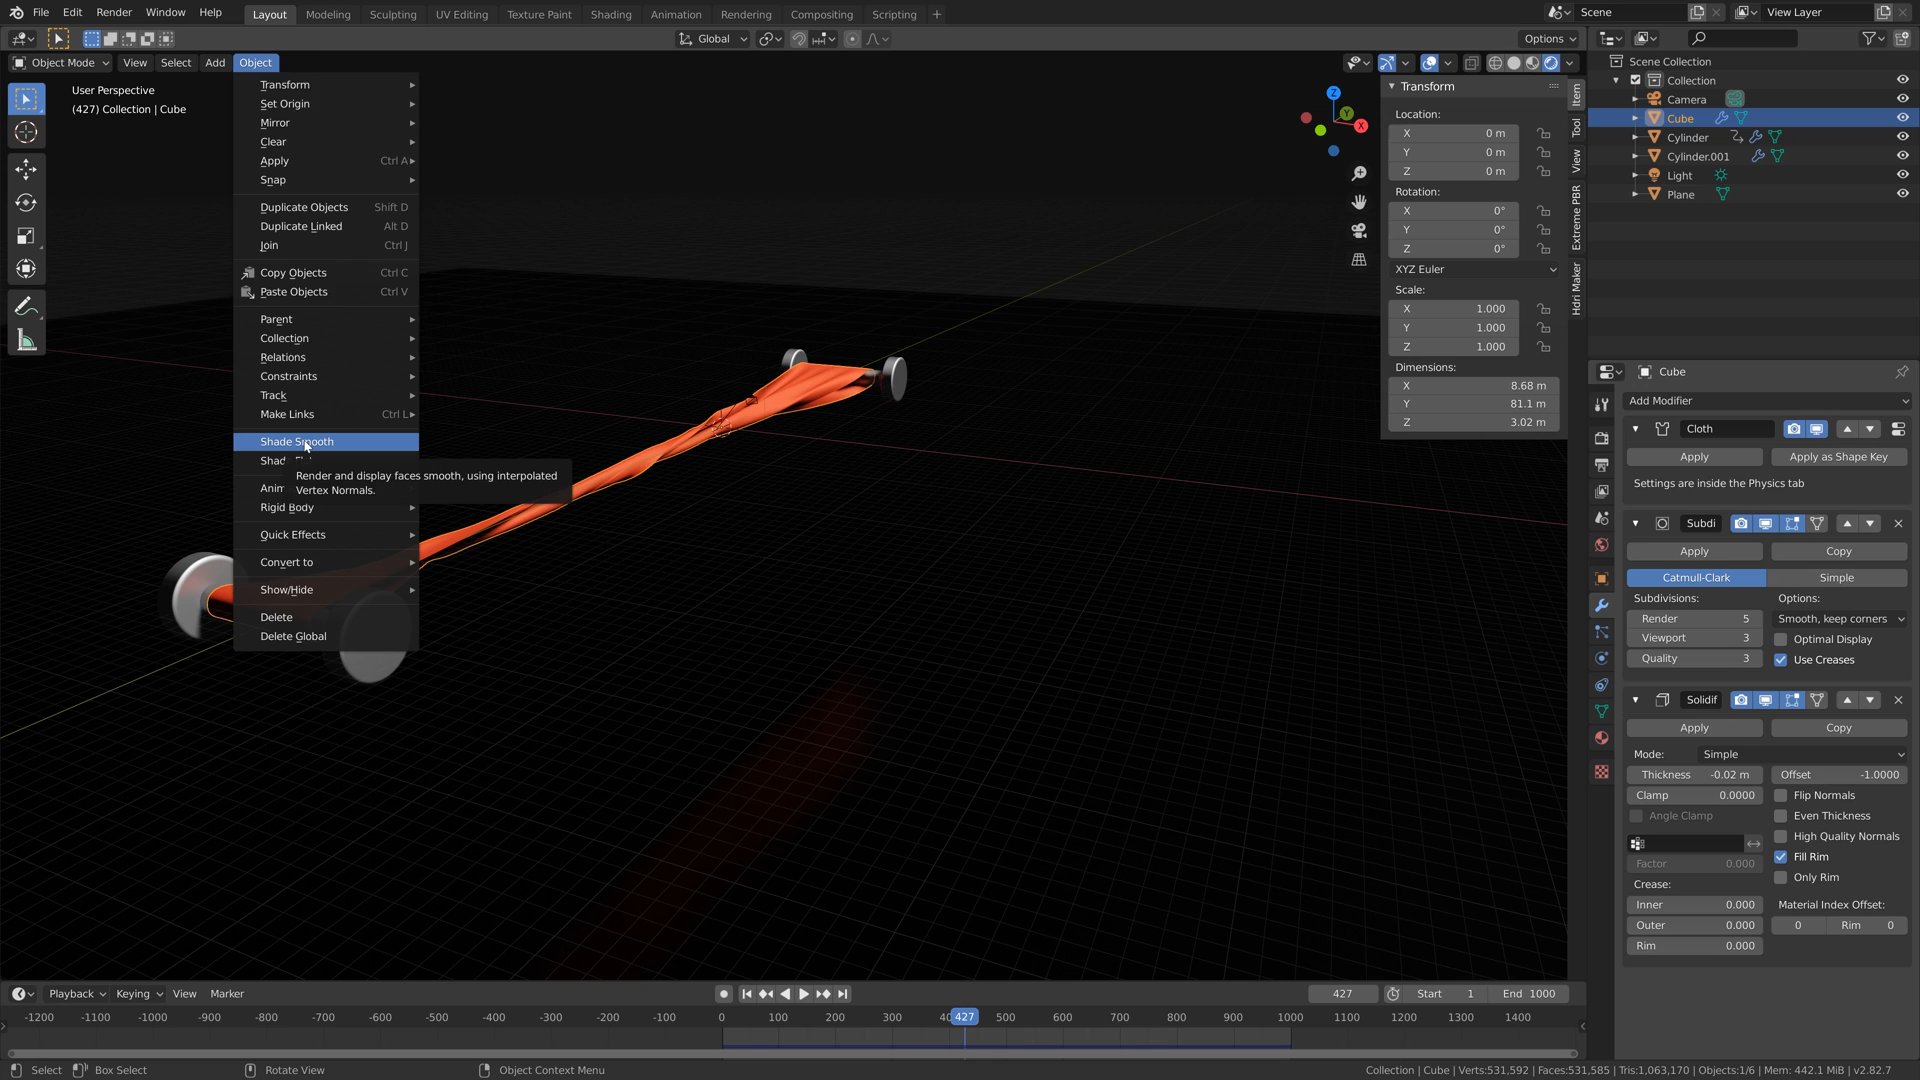 File Edit Render Window Help Layout Modeling Sculpting UV Editing Texture Paint Shading Animation Rendering Compositing Scripting + Scene View Layer
Global Options
Object Mode View Select Add Object
User Perspective
(427) Collection | Cube
Transform
Set Origin
Mirror
Clear
Apply Ctrl A
Snap
Duplicate Objects Shift D
Duplicate Linked Alt D
Join Ctrl J
Copy Objects Ctrl C
Paste Objects Ctrl V
Parent
Collection
Relations
Constraints
Track
Make Links Ctrl L
Shade Smooth
Shad
Render and display faces smooth, using interpolated
Vertex Normals.
Anim
Rigid Body
Quick Effects
Convert to
Show/Hide
Delete
Delete Global
Z
Y
X
Transform
Location:
X 0 m
Y 0 m
Z 0 m
Rotation:
X 0°
Y 0°
Z 0°
XYZ Euler
Scale:
X 1.000
Y 1.000
Z 1.000
Dimensions:
X 8.68 m
Y 81.1 m
Z 3.02 m
Item
Tool
View
Extreme PBR
Hdri Maker
Scene Collection
Collection
Camera
Cube
Cylinder
Cylinder.001
Light
Plane
Cube
Add Modifier
Cloth
Apply Apply as Shape Key
Settings are inside the Physics tab
Subdi
Apply Copy
Catmull-Clark Simple
Subdivisions: Options:
Render 5 Smooth, keep corners
Viewport 3 Optimal Display
Quality 3 Use Creases
Solidif
Apply Copy
Mode: Simple
Thickness -0.02 m Offset -1.0000
Clamp 0.0000 Flip Normals
Angle Clamp Even Thickness
High Quality Normals
Fill Rim
Factor 0.000 Only Rim
Crease:
Inner 0.000 Material Index Offset:
Outer 0.000 0 Rim 0
Rim 0.000
Playback Keying View Marker 427 Start 1 End 1000
-1200 -1100 -1000 -900 -800 -700 -600 -500 -400 -300 -200 -100 0 100 200 300 427 500 600 700 800 900 1000 1100 1200 1300 1400
Select Box Select Rotate View Object Context Menu Collection | Cube | Verts:531,592 | Faces:531,585 | Tris:1,063,170 | Objects:1/6 | Mem: 442.1 MiB | v2.82.7